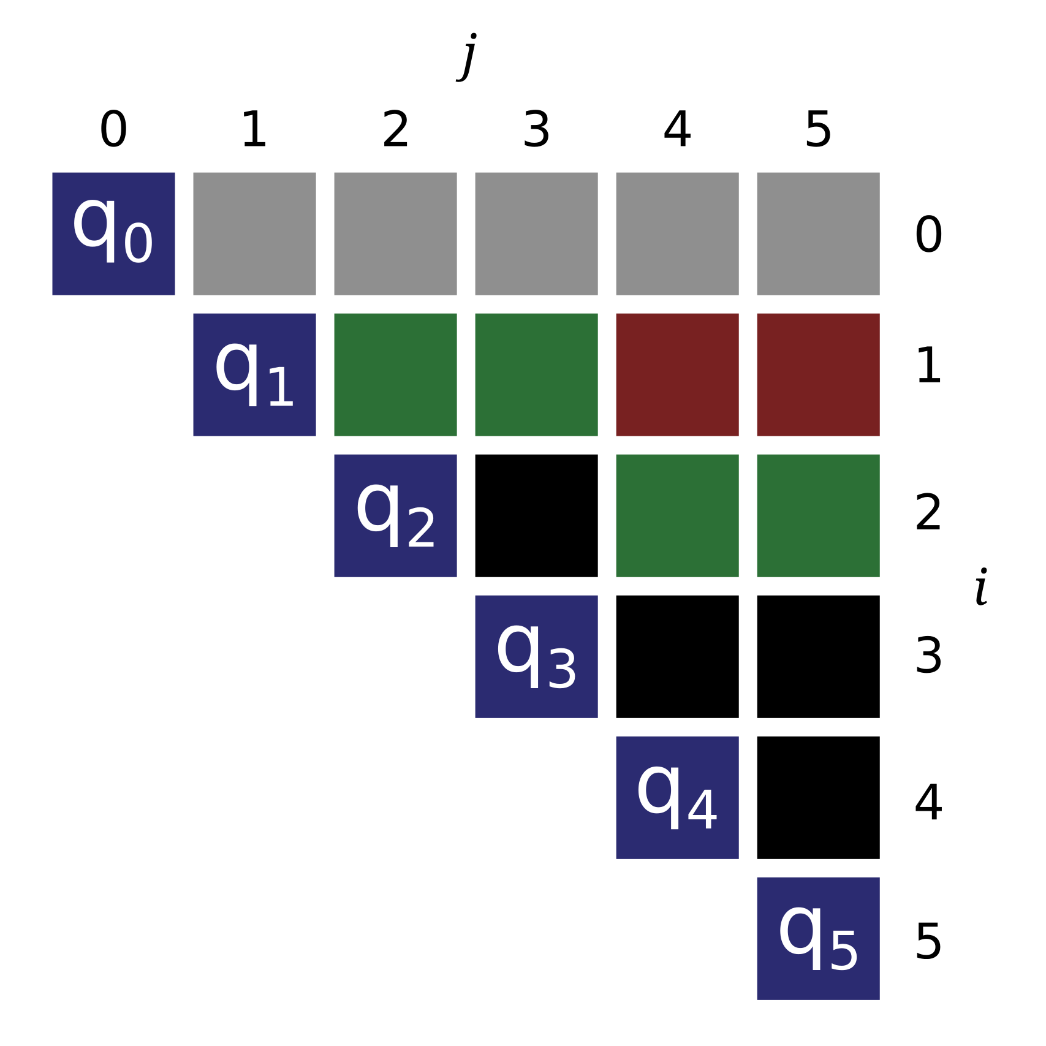 j
0 1 2 3 4 5
q₀ 0
q₁ 1
q₂ 2
i
q₃ 3
q₄ 4
q₅ 5